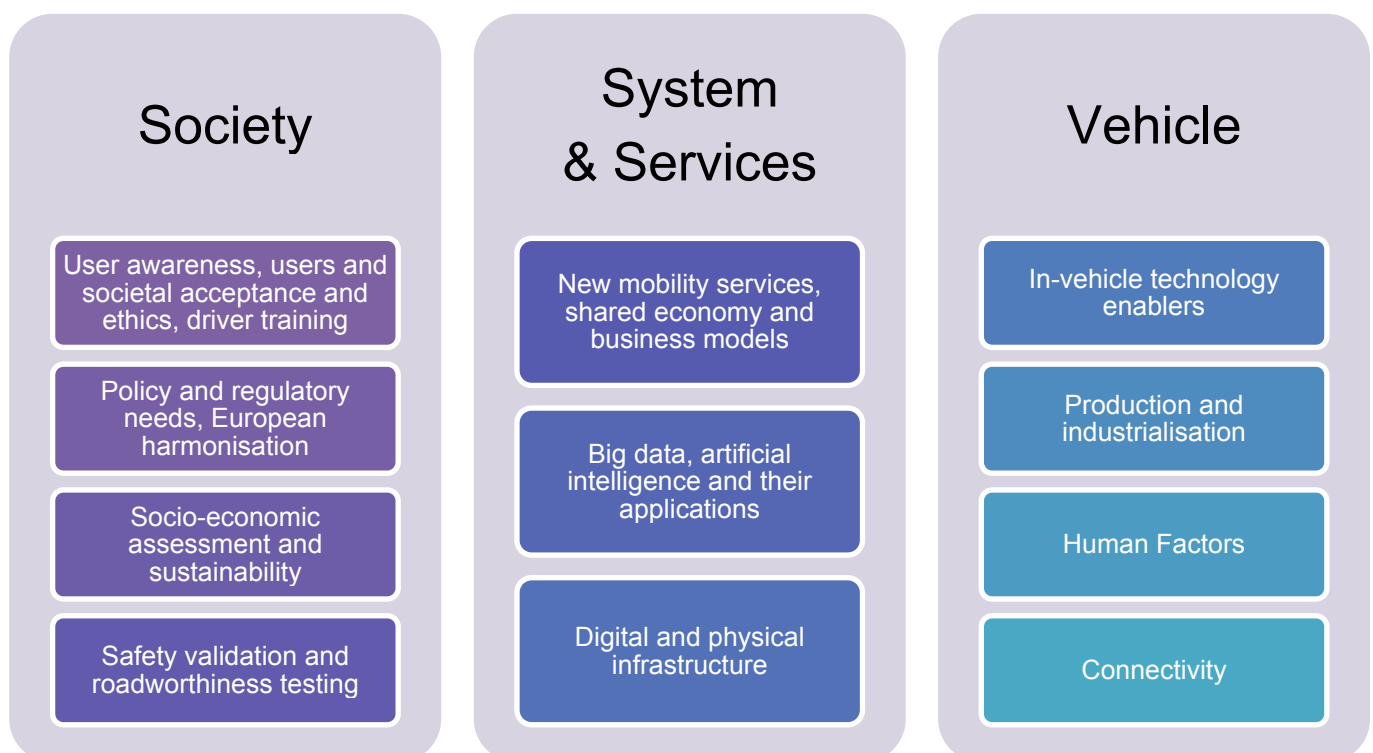 Society
User awareness, users and
societal acceptance and
ethics, driver training
Policy and regulatory
needs, European
harmonisation
Socio-economic
assessment and
sustainability
Safety validation and
roadworthiness testing
System
& Services
New mobility services,
shared economy and
business models
Big data, artificial
intelligence and their
applications
Digital and physical
infrastructure
Vehicle
In-vehicle technology
enablers
Production and
industrialisation
Human Factors
Connectivity